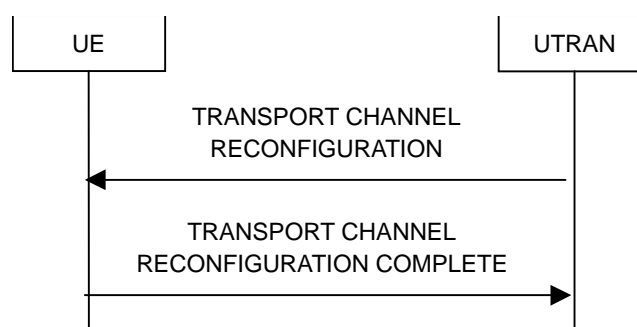 UE
UTRAN
TRANSPORT CHANNEL
RECONFIGURATION
TRANSPORT CHANNEL
RECONFIGURATION COMPLETE